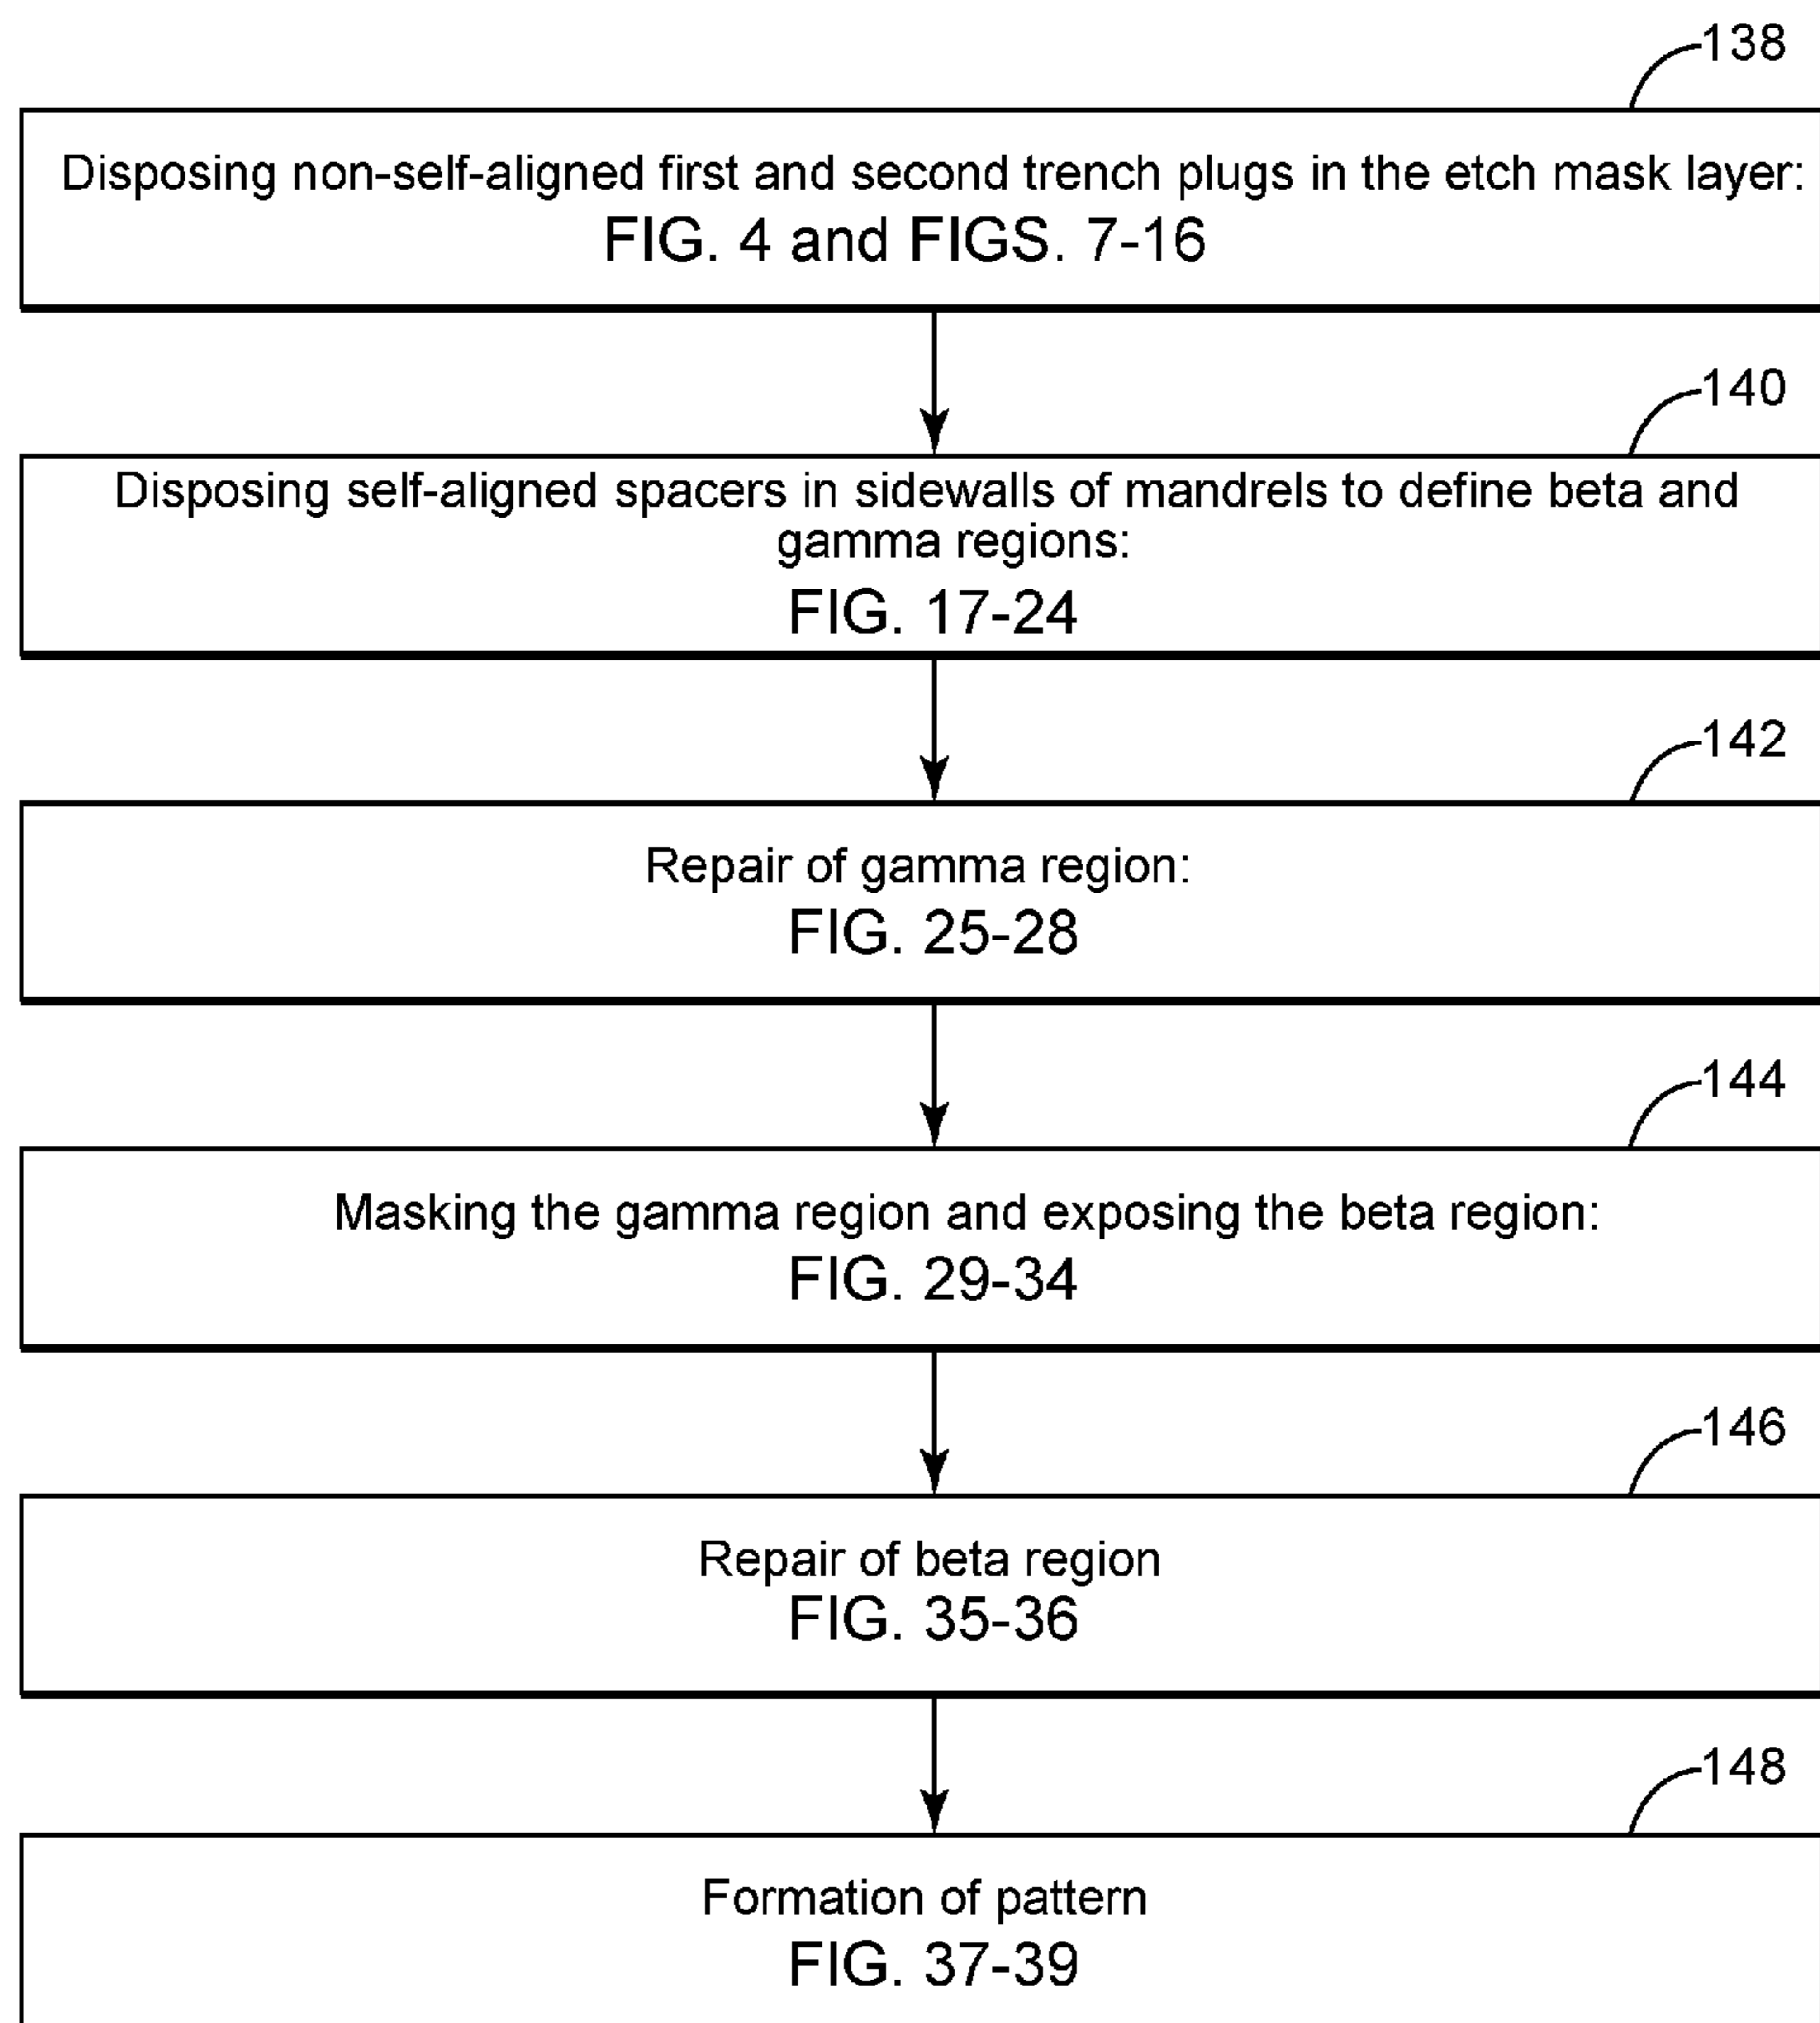 138
Disposing non-self-aligned first and second trench plugs in the etch mask layer:
FIG. 4 and FIGS. 7-16
140
Disposing self-aligned spacers in sidewalls of mandrels to define beta and
gamma regions:
FIG. 17-24
142
Repair of gamma region:
FIG. 25-28
144
Masking the gamma region and exposing the beta region:
FIG. 29-34
146
Repair of beta region
FIG. 35-36
148
Formation of pattern
FIG. 37-39